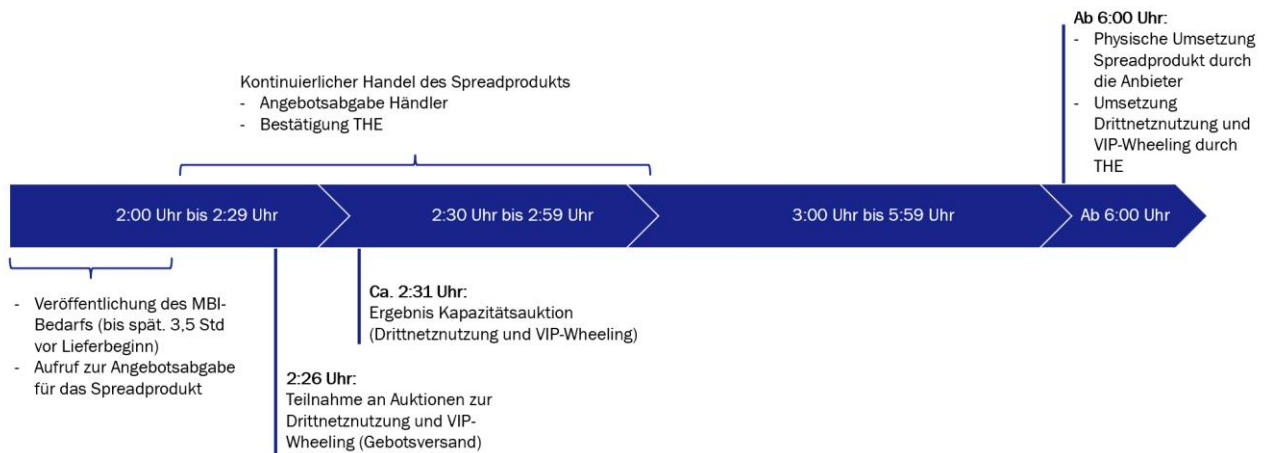 Ab 6:00 Uhr:
- Physische Umsetzung
Spreadprodukt durch
die Anbieter
- Umsetzung
Drittnetznutzung und
VIP-Wheeling durch
THE
Kontinuierlicher Handel des Spreadprodukts
- Angebotsabgabe Händler
- Bestätigung THE
2:00 Uhr bis 2:29 Uhr
2:30 Uhr bis 2:59 Uhr
3:00 Uhr bis 5:59 Uhr
Ab 6:00 Uhr
- Veröffentlichung des MBI-
Bedarfs (bis spät. 3,5 Std
vor Lieferbeginn)
- Aufruf zur Angebotsabgabe
für das Spreadprodukt
Ca. 2:31 Uhr:
Ergebnis Kapazitätsauktion
(Drittnetznutzung und VIP-Wheeling)
2:26 Uhr:
Teilnahme an Auktionen zur
Drittnetznutzung und VIP-
Wheeling (Gebotsversand)